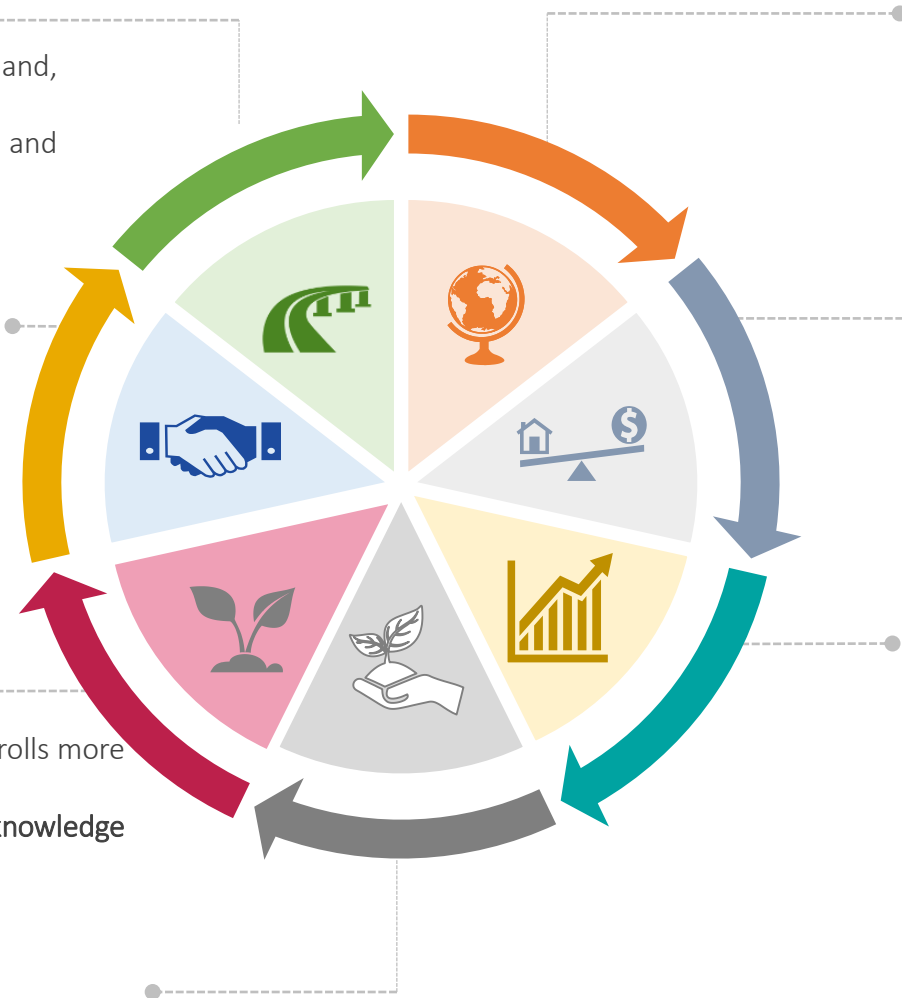 and,
and
rolls more
knowledge
$